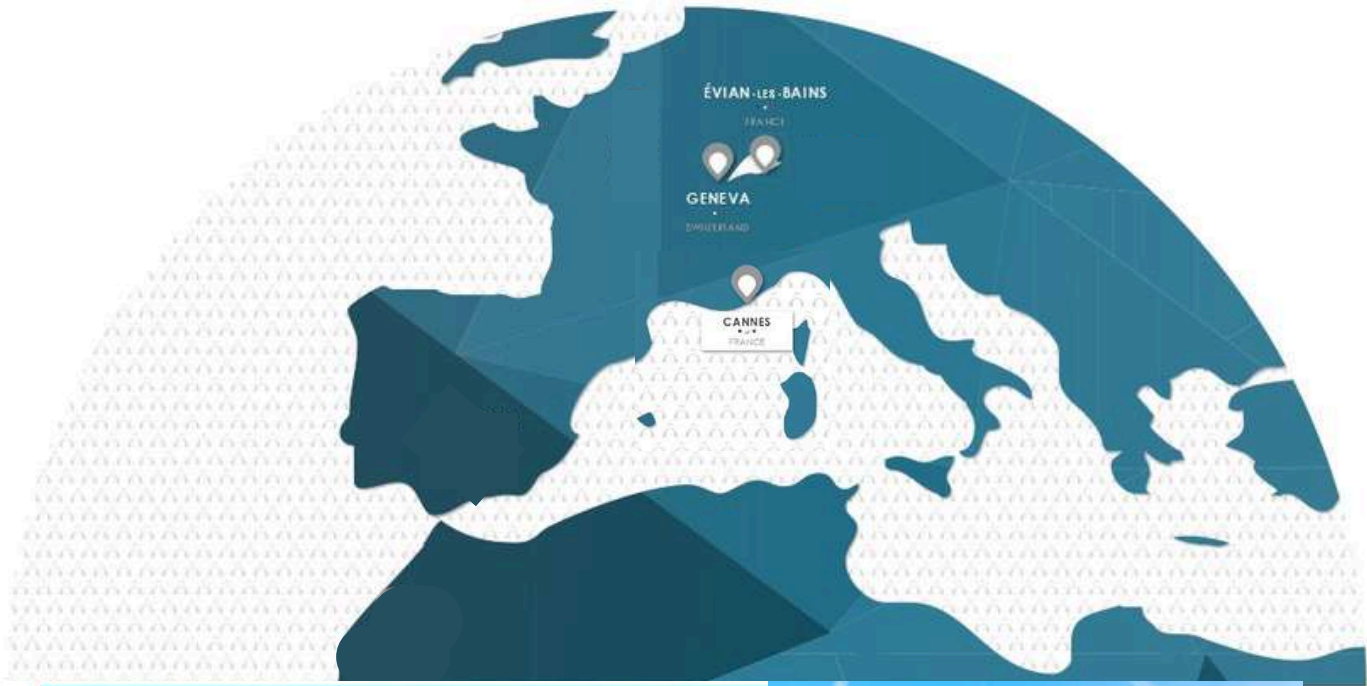 ÉVIAN-LES-BAINS
FRANCE
GENEVA
SWITZERLAND
CANNES
FRANCE